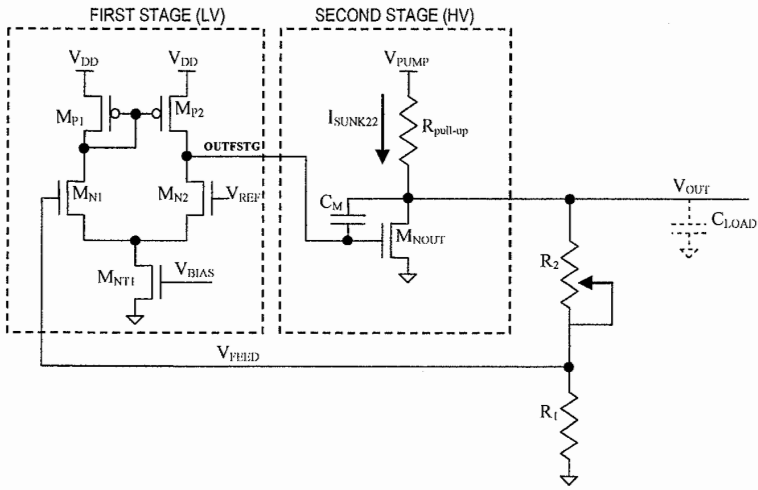 FIRST STAGE (LV)
SECOND STAGE (HV)
VDD
VDD
VPUMP
MP1
MP2
ISUNK22
Rpull-up
OUTFSTG
MN1
MN2
VREF
CM
MNOUT
VOUT
CLOAD
MNT1
VBIAS
R2
VFEED
R1